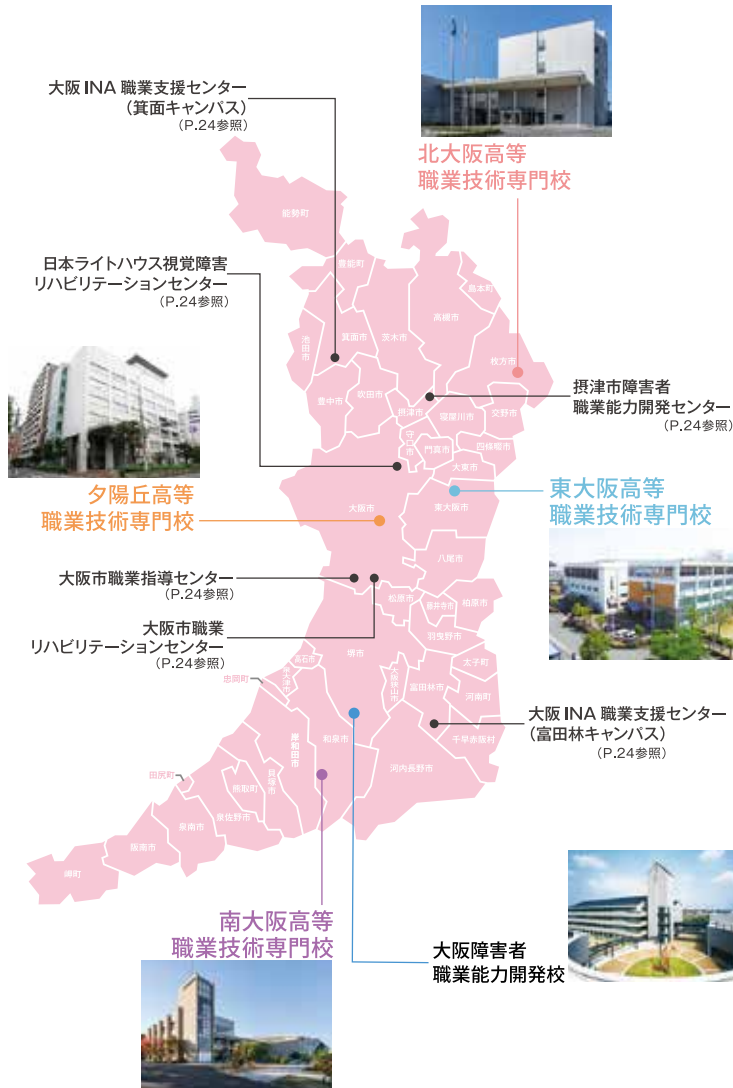 大阪 INA 職業支援センター
(箕面キャンパス)
(P.24参照)
北大阪高等
職業技術専門校
日本ライトハウス視覚障害
リハビリテーションセンター
(P.24参照)
摂津市障害者
職業能力開発センター
(P.24参照)
夕陽丘高等
職業技術専門校
東大阪高等
職業技術専門校
大阪市職業指導センター
(P.24参照)
大阪市職業
リハビリテーションセンター
(P.24参照)
大阪 INA 職業支援センター
(富田林キャンパス)
(P.24参照)
南大阪高等
職業技術専門校
大阪障害者
職業能力開発校
能勢町
豊能町
島本町
高槻市
茨木市
箕面市
池田市
枚方市
豊中市
吹田市
摂津市
寝屋川市
交野市
守口市
門真市
四條畷市
大東市
大阪市
東大阪市
八尾市
松原市
藤井寺市
柏原市
羽曳野市
堺市
高石市
泉大津市
忠岡町
大阪狭山市
富田林市
太子町
河南町
千早赤阪村
和泉市
岸和田市
河内長野市
貝塚市
熊取町
田尻町
泉佐野市
泉南市
阪南市
岬町